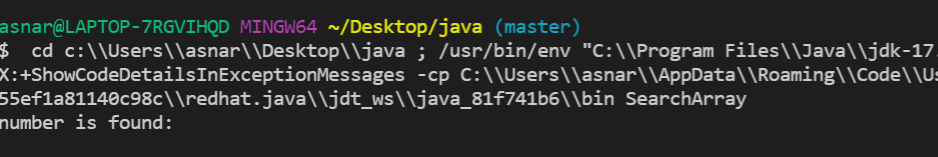 asnar@LAPTOP-7RGVIHQD MINGW64 ~/Desktop/java (master)
$  cd c:\\Users\\asnar\\Desktop\\java ; /usr/bin/env "C:\\Program Files\\Java\\jdk-17.
X:+ShowCodeDetailsInExceptionMessages -cp C:\\Users\\asnar\\AppData\\Roaming\\Code\\Us
55ef1a81140c98c\\redhat.java\\jdt_ws\\java_81f741b6\\bin SearchArray
number is found: